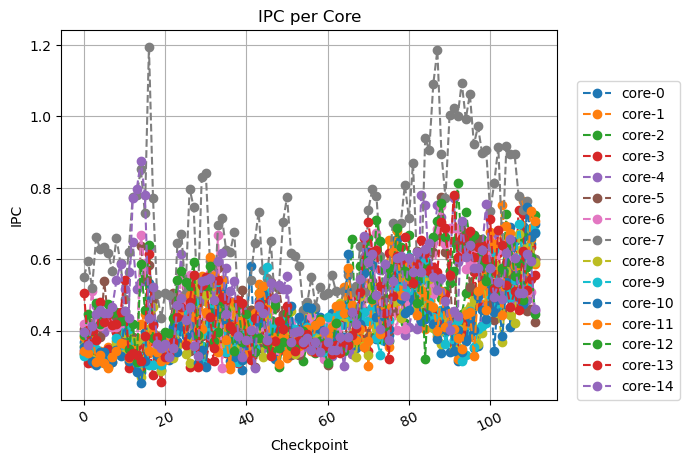 IPC per Core
1.2
1.0
0.8
0.6
0.4
IPC
0
20
40
60
80
100
Checkpoint
core-0
core-1
core-2
core-3
core-4
core-5
core-6
core-7
core-8
core-9
core-10
core-11
core-12
core-13
core-14